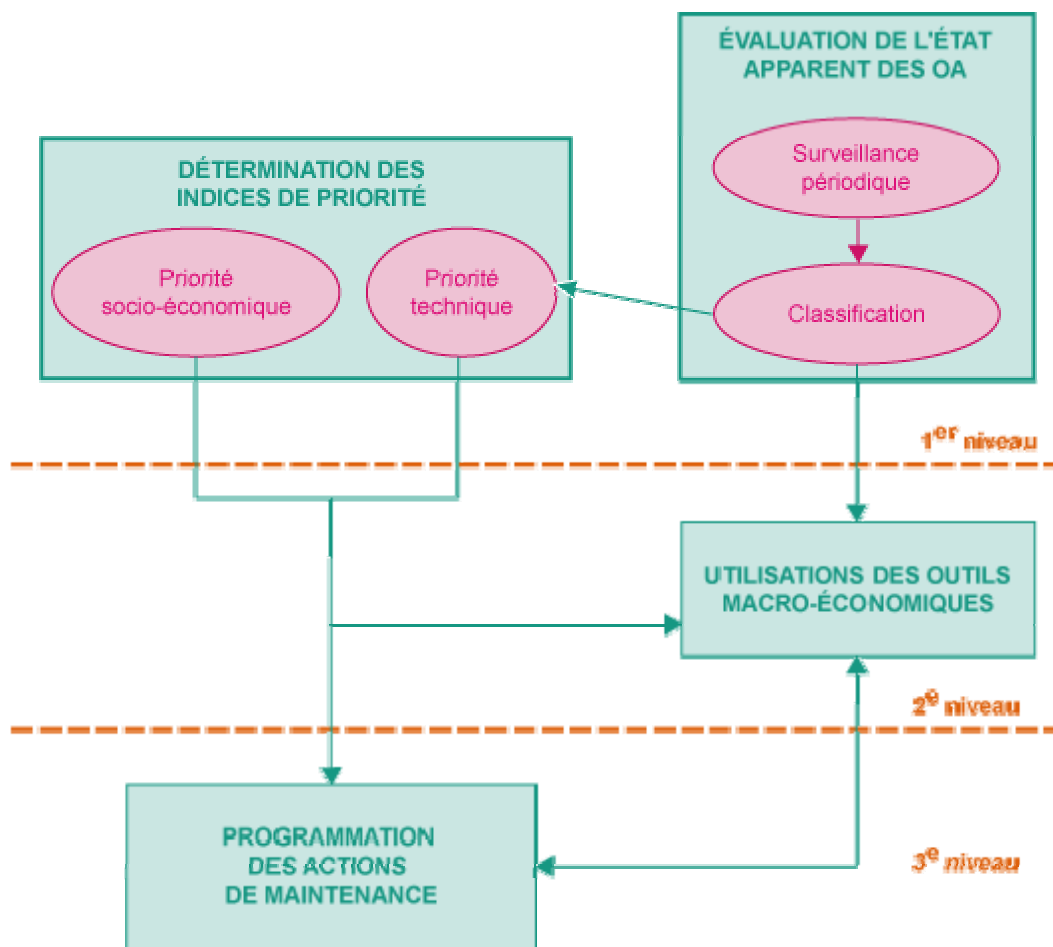 ÉVALUATION DE L'ÉTAT
APPARENT DES OA
Surveillance
périodique
Classification
DÉTERMINATION DES
INDICES DE PRIORITÉ
Priorité
socio-économique
Priorité
technique
1er niveau
UTILISATIONS DES OUTILS
MACRO-ÉCONOMIQUES
2e niveau
PROGRAMMATION
DES ACTIONS
DE MAINTENANCE
3e niveau